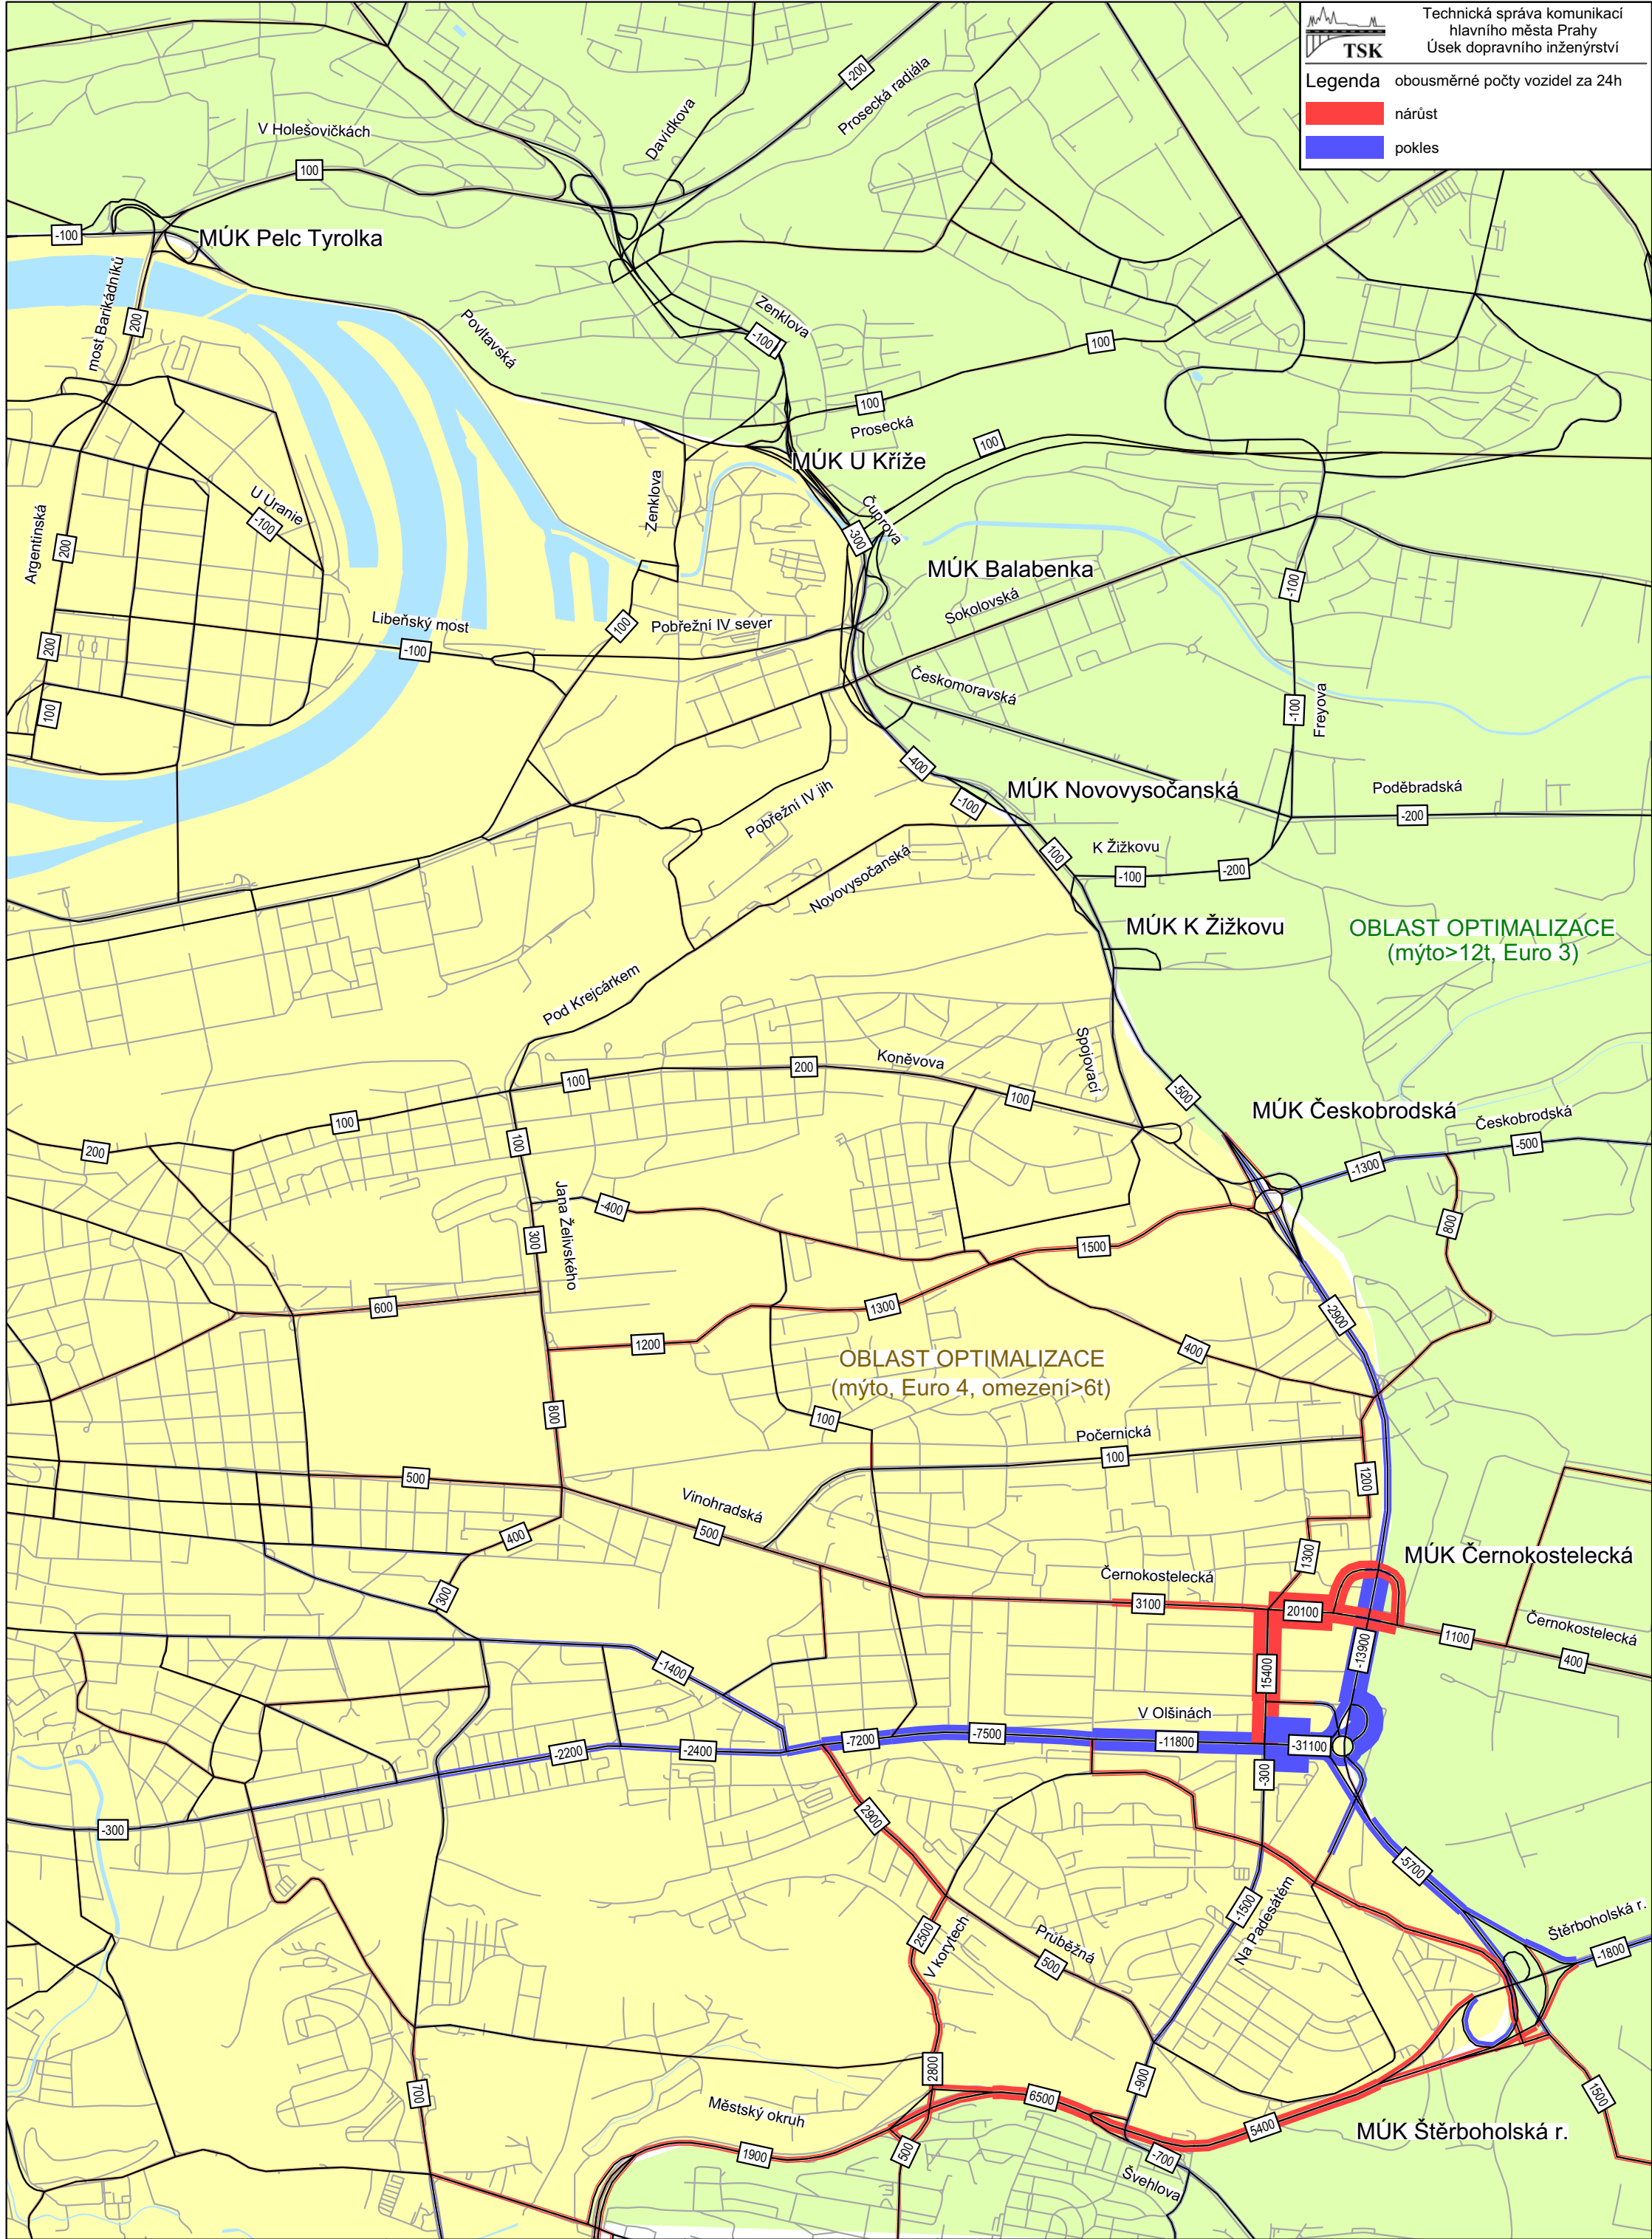 Technická správa komunikací
hlavního města Prahy
Úsek dopravního inženýrství
TSK
Legenda obousměrné počty vozidel za 24h
nárůst
pokles
-200
Prosecká radiála
Davídkova
V Holešovičkách
100
-100
MÚK Pelc Tyrolka
most Barikádníků
200
Povltavská
Zenklova
-100
100
100
Prosecká
100
MÚK U Kříže
Zenklova
Čuprova
-300
U Uranie
-100
Argentinská
200
MÚK Balabenka
-100
Sokolovská
Libeňský most
-100
100
Pobřežní IV sever
200
100
Českomoravská
-100
Freyova
-400
MÚK Novovysočanská
-100
Pobřežní IV jih
Poděbradská
-200
K Žižkovu
100
-100
-200
Novovysočanská
MÚK K Žižkovu
OBLAST OPTIMALIZACE
(mýto>12t, Euro 3)
Pod Krejcárkem
Spojovací
Koněvova
200
100
100
-500
MÚK Českobrodská
Českobrodská
-500
100
200
100
-1300
Jana Želivského
-400
300
800
1500
600
1300
-2900
1200
400
OBLAST OPTIMALIZACE
(mýto, Euro 4, omezení>6t)
800
100
Počernická
100
500
1200
Vinohradská
500
400
1300
MÚK Černokostelecká
Černokostelecká
3100
20100
300
1100
Černokostelecká
400
-13900
-1400
15400
V Olšinách
-7200
-7500
-11800
-31100
-2200
-2400
-300
-300
2900
-5700
-1500
Na Padesátém
2500
V korytech
Průběžná
500
Štěrboholská r.
-1800
2800
-900
700
6500
1500
Městský okruh
5400
MÚK Štěrboholská r.
1900
500
-700
Švehlova